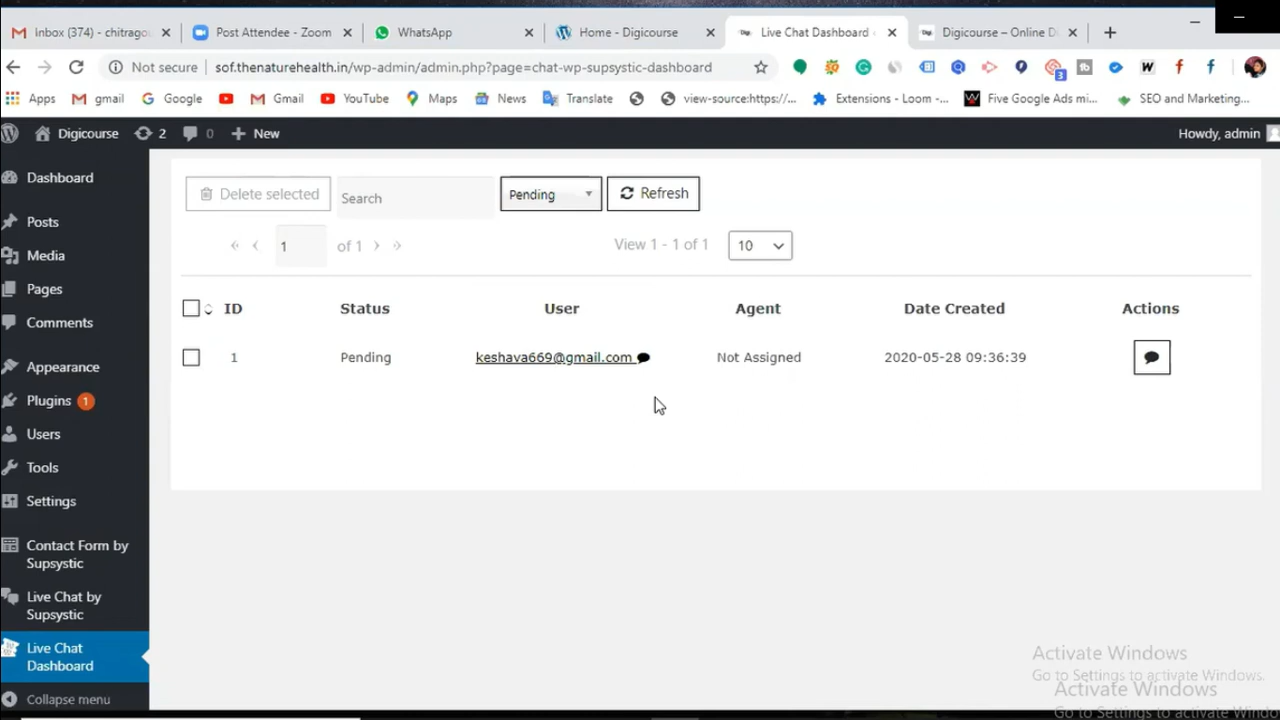 Inbox (374) - chitrago
Post Attendee - Zoom
WhatsApp
Home - Digicourse
Live Chat Dashboard
Digicourse – Online D
Not secure
sof.thenaturehealth.in/wp-admin/admin.php?page=chat-wp-supsystic-dashboard
3
Apps
gmail
Google
Gmail
YouTube
Maps
News
Translate
view-source:https://...
Extensions - Loom -...
Five Google Ads mi...
SEO and Marketing...
Digicourse
2
0
New
Howdy, admin
Dashboard
Posts
Media
Pages
Comments
Appearance
Plugins 1
Users
Tools
Settings
Contact Form by
Supsystic
Live Chat by
Supsystic
Live Chat
Dashboard
Collapse menu
Delete selected
Search
Pending
Refresh
1
of 1
View 1 - 1 of 1
10
ID
Status
User
Agent
Date Created
Actions
1
Pending
keshava669@gmail.com
Not Assigned
2020-05-28 09:36:39
Activate Windows
Go to Settings to activate Windows.
Activate Windows
Go to Settings to activate Windo